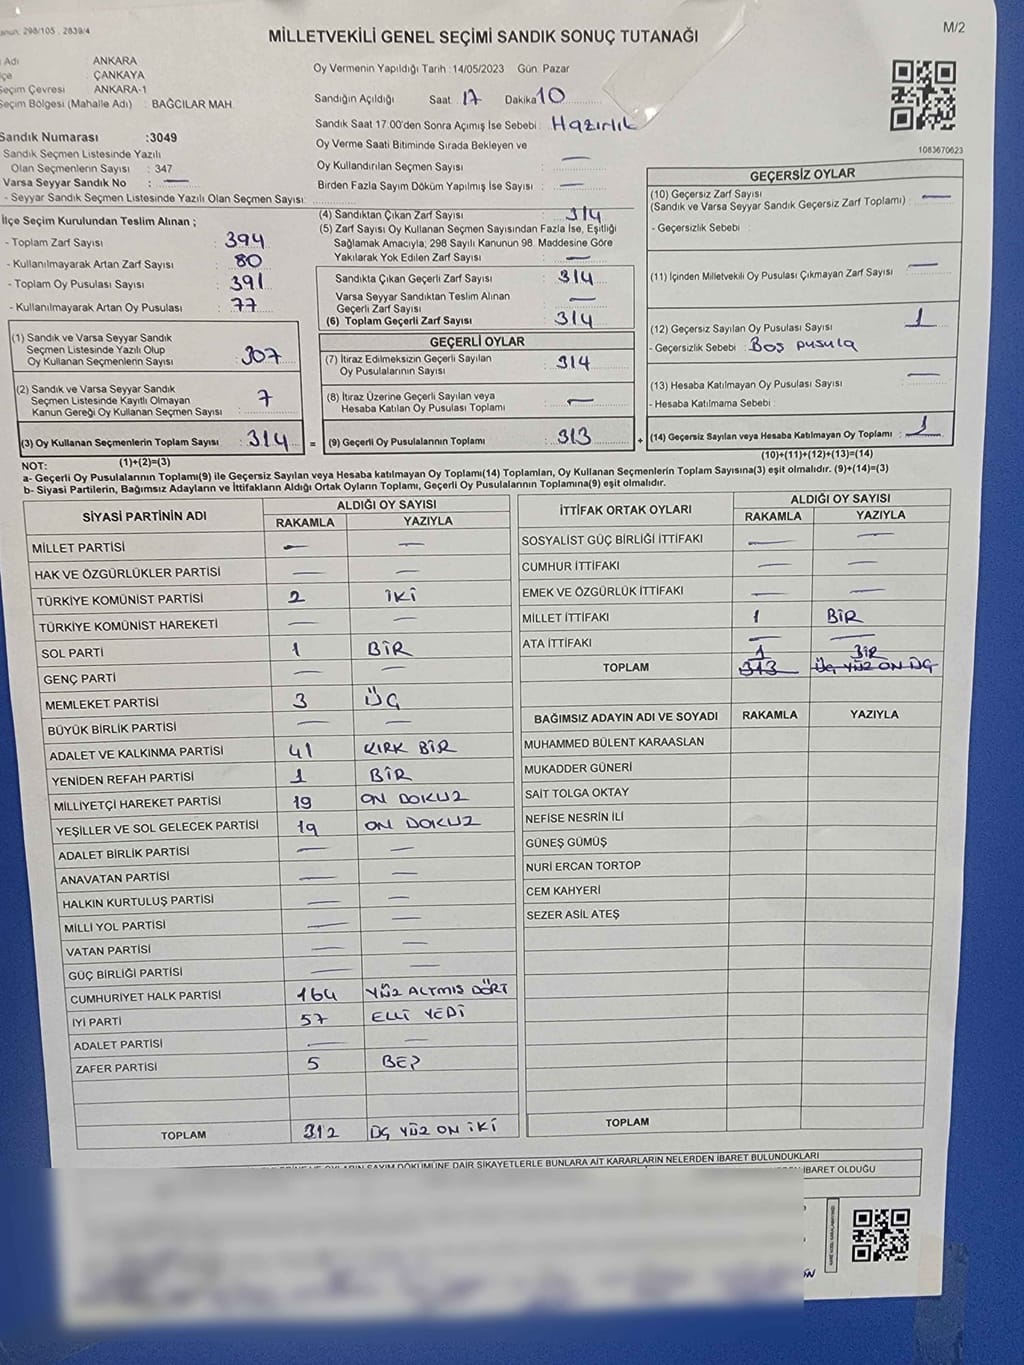 298/105 . 2839/4
M/2
MİLLETVEKİLİ GENEL SEÇİMİ SANDIK SONUÇ TUTANAĞI
Adı ANKARA
ÇANKAYA
Seçim Çevresi ANKARA-1
Seçim Bölgesi (Mahalle Adı) : BAĞCILAR MAH.
Oy Vermenin Yapıldığı Tarih :14/05/2023 Gün: Pazar
Sandığın Açıldığı Saat 17 Dakika 10
Sandık Saat 17.00'den Sonra Açımış İse Sebebi : Hazırlık
Oy Verme Saati Bitiminde Sırada Bekleyen ve
Oy Kullandırılan Seçmen Sayısı : —
Birden Fazla Sayım Döküm Yapılmış İse Sayısı : —
1083670623
Sandık Numarası :3049
Sandık Seçmen Listesinde Yazılı
Olan Seçmenlerin Sayısı : 347
Varsa Seyyar Sandık No : —
- Seyyar Sandık Seçmen Listesinde Yazılı Olan Seçmen Sayısı:
İlçe Seçim Kurulundan Teslim Alınan ;
- Toplam Zarf Sayısı : 394
- Kullanılmayarak Artan Zarf Sayısı : 80
- Toplam Oy Pusulası Sayısı : 391
- Kullanılmayarak Artan Oy Pusulası : 77
(1) Sandık ve Varsa Seyyar Sandık
Seçmen Listesinde Yazılı Olup
Oy Kullanan Seçmenlerin Sayısı : 307
(2) Sandık ve Varsa Seyyar Sandık
Seçmen Listesinde Kayıtlı Olmayan
Kanun Gereği Oy Kullanan Seçmen Sayısı : 7
(3) Oy Kullanan Seçmenlerin Toplam Sayısı : 314 =
(1)+(2)=(3)
(4) Sandıktan Çıkan Zarf Sayısı : 314
(5) Zarf Sayısı Oy Kullanan Seçmen Sayısından Fazla İse, Eşitliği
Sağlamak Amacıyla; 298 Sayılı Kanunun 98. Maddesine Göre
Yakılarak Yok Edilen Zarf Sayısı : —
Sandıkta Çıkan Geçerli Zarf Sayısı : 314
Varsa Seyyar Sandıktan Teslim Alınan
Geçerli Zarf Sayısı : —
(6) Toplam Geçerli Zarf Sayısı : 314
GEÇERLİ OYLAR
(7) İtiraz Edilmeksizin Geçerli Sayılan
Oy Pusulalarının Sayısı : 314
(8) İtiraz Üzerine Geçerli Sayılan veya
Hesaba Katılan Oy Pusulası Toplamı : —
(9) Geçerli Oy Pusulalarının Toplamı : 313 +
GEÇERSİZ OYLAR
(10) Geçersiz Zarf Sayısı
(Sandık ve Varsa Seyyar Sandık Geçersiz Zarf Toplamı) : —
- Geçersizlik Sebebi :
(11) İçinden Milletvekili Oy Pusulası Çıkmayan Zarf Sayısı : —
(12) Geçersiz Sayılan Oy Pusulası Sayısı : 1
- Geçersizlik Sebebi : Boş pusula
(13) Hesaba Katılmayan Oy Pusulası Sayısı : —
- Hesaba Katılmama Sebebi :
(14) Geçersiz Sayılan veya Hesaba Katılmayan Oy Toplamı : 1
(10)+(11)+(12)+(13)=(14)
NOT:
a- Geçerli Oy Pusulalarının Toplamı(9) ile Geçersiz Sayılan veya Hesaba katılmayan Oy Toplamı(14) Toplamları, Oy Kullanan Seçmenlerin Toplam Sayısına(3) eşit olmalıdır. (9)+(14)=(3)
b- Siyasi Partilerin, Bağımsız Adayların ve İttifakların Aldığı Ortak Oyların Toplamı, Geçerli Oy Pusulalarının Toplamına(9) eşit olmalıdır.
SİYASİ PARTİNİN ADI ALDIĞI OY SAYISI
RAKAMLA YAZIYLA
MİLLET PARTİSİ — —
HAK VE ÖZGÜRLÜKLER PARTİSİ — —
TÜRKİYE KOMÜNİST PARTİSİ 2 İKİ
TÜRKİYE KOMÜNİST HAREKETİ — —
SOL PARTİ 1 BİR
GENÇ PARTİ — —
MEMLEKET PARTİSİ 3 ÜÇ
BÜYÜK BİRLİK PARTİSİ — —
ADALET VE KALKINMA PARTİSİ 41 KIRK BİR
YENİDEN REFAH PARTİSİ 1 BİR
MİLLİYETÇİ HAREKET PARTİSİ 19 ON DOKUZ
YEŞİLLER VE SOL GELECEK PARTİSİ 19 ON DOKUZ
ADALET BİRLİK PARTİSİ — —
ANAVATAN PARTİSİ — —
HALKIN KURTULUŞ PARTİSİ — —
MİLLİ YOL PARTİSİ — —
VATAN PARTİSİ — —
GÜÇ BİRLİĞİ PARTİSİ — —
CUMHURİYET HALK PARTİSİ 164 YÜZ ALTMIŞ DÖRT
İYİ PARTİ 57 ELLİ YEDİ
ADALET PARTİSİ — —
ZAFER PARTİSİ 5 BEŞ
TOPLAM 312 ÜÇ YÜZ ON İKİ
İTTİFAK ORTAK OYLARI ALDIĞI OY SAYISI
RAKAMLA YAZIYLA
SOSYALİST GÜÇ BİRLİĞİ İTTİFAKI — —
CUMHUR İTTİFAKI — —
EMEK VE ÖZGÜRLÜK İTTİFAKI — —
MİLLET İTTİFAKI 1 BİR
ATA İTTİFAKI — —
1 BİR
TOPLAM 313 ÜÇ YÜZ ON ÜÇ
BAĞIMSIZ ADAYIN ADI VE SOYADI RAKAMLA YAZIYLA
MUHAMMED BÜLENT KARAASLAN
MUKADDER GÜNERİ
SAİT TOLGA OKTAY
NEFİSE NESRİN İLİ
GÜNEŞ GÜMÜŞ
NURİ ERCAN TORTOP
CEM KAHYERİ
SEZER ASİL ATEŞ
TOPLAM
DÖKÜMÜNE DAİR ŞİKAYETLERLE BUNLARA AİT KARARLARIN NELERDEN İBARET BULUNDUKLARI
İBARET OLDUĞU